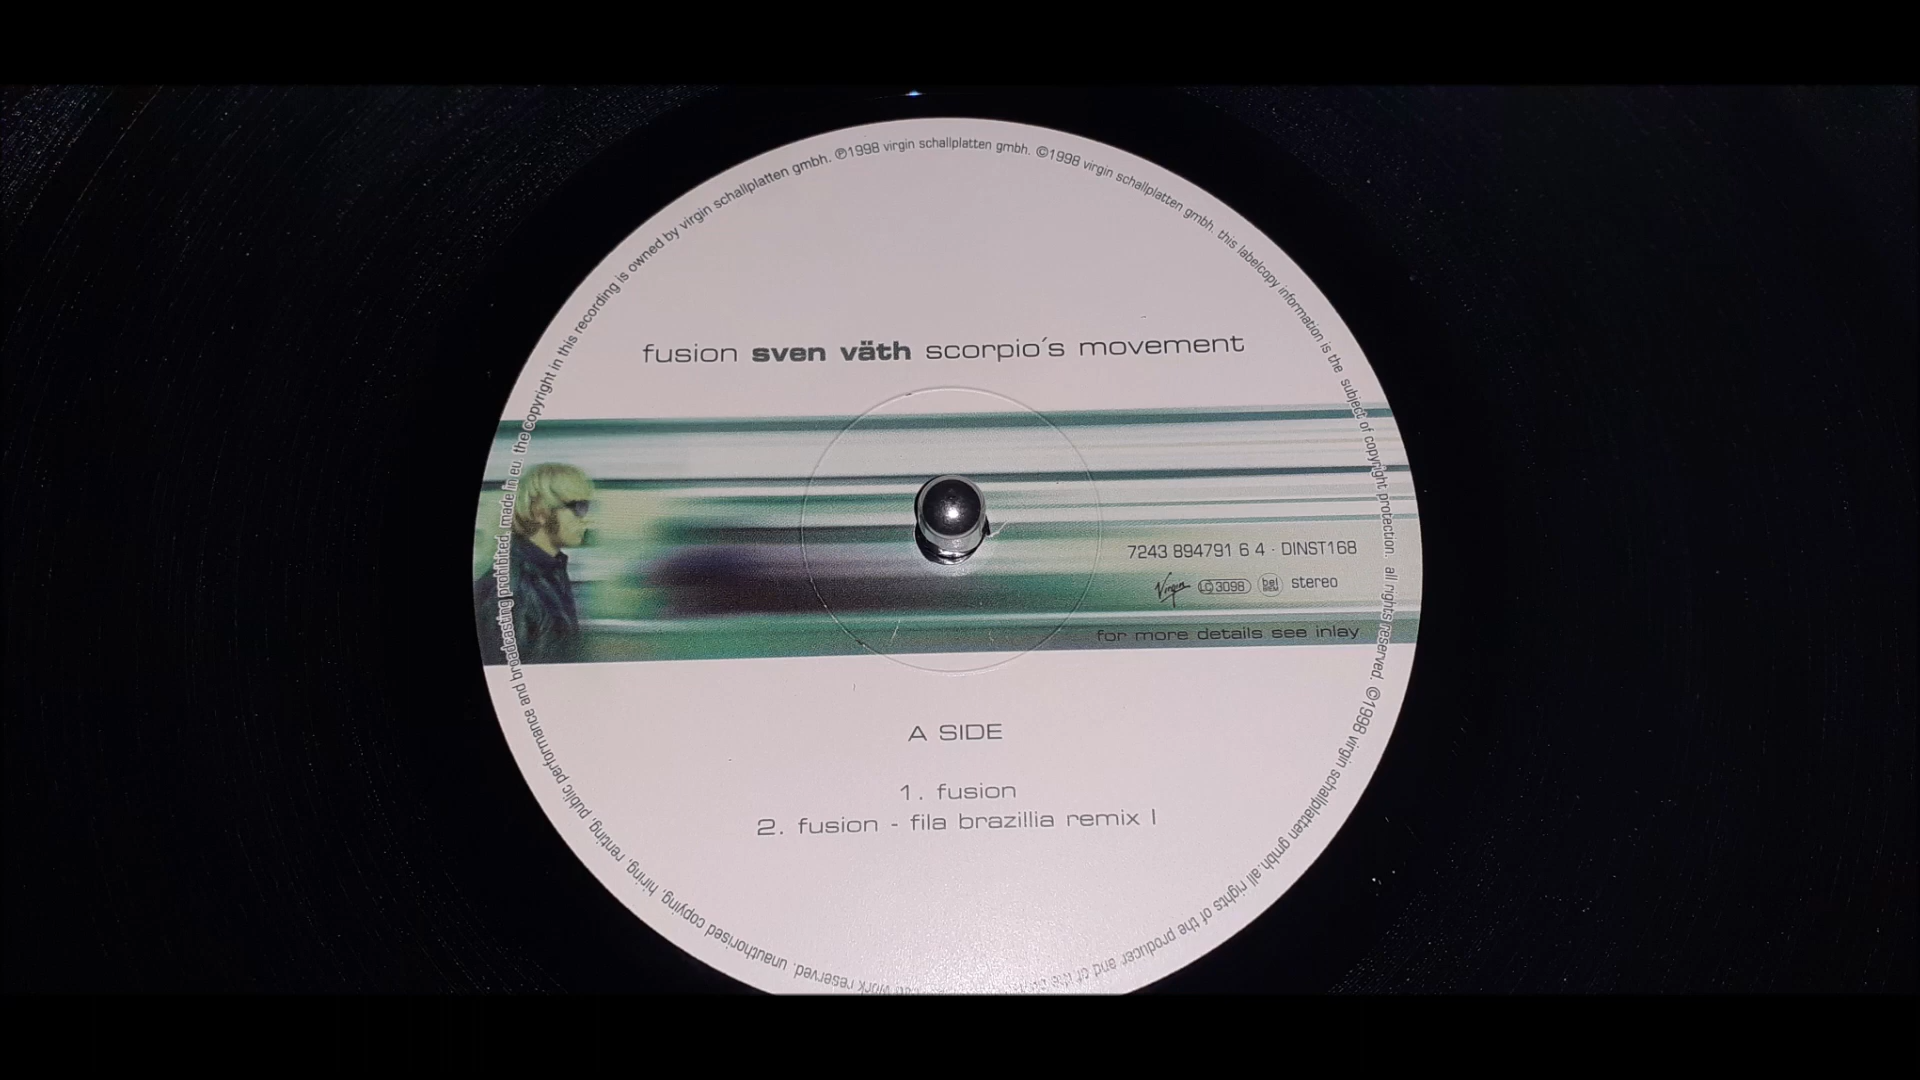 fusion sven väth scorpio´s movement
7243 894791 6 4 · DINST168
Virgin LC 3098 bel BIEM stereo
for more details see inlay
A SIDE
1. fusion
2. fusion - fila brazillia remix I
℗1998 virgin schallplatten gmbh. ©1998 virgin schallplatten gmbh. this labelcopy information is the subject of copyright protection. all rights reserved. ©1998 virgin schallplatten gmbh.all rights of the producer and of the
work reserved. unauthorised copying, hiring, renting, public performance and broadcasting prohibited. made in eu. the copyright in this recording is owned by virgin schallplatten gmbh.